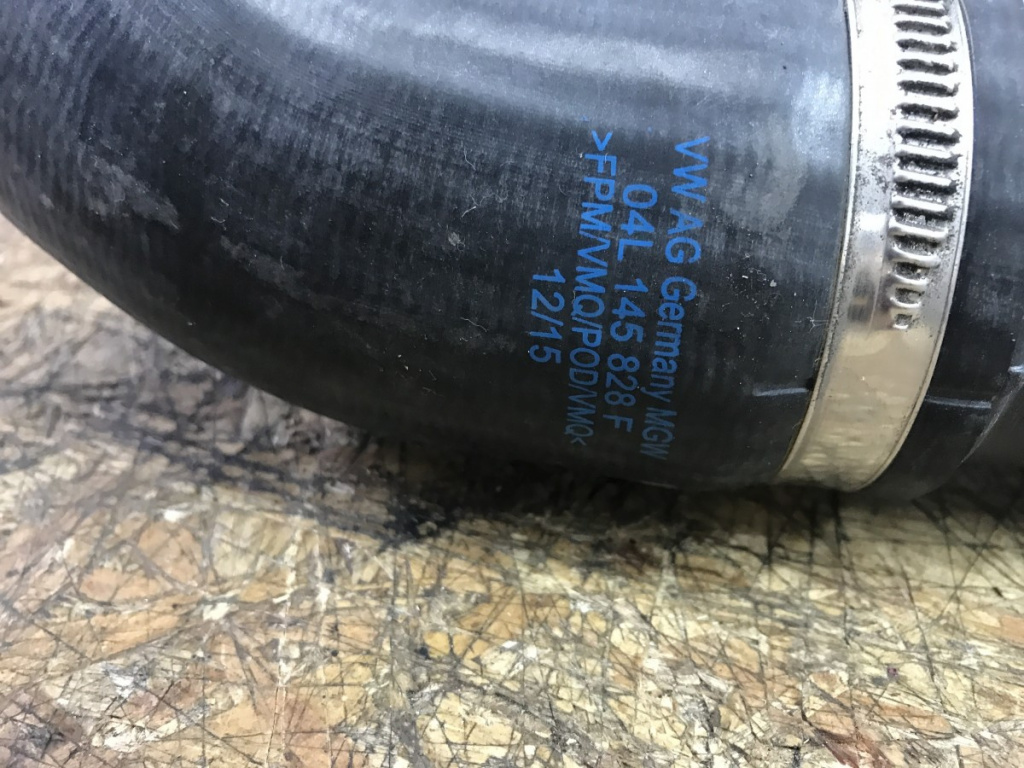 VW AG Germany MGW
04L 145 828 F
>FPM/VMQ/POD/VMQ<
12/15